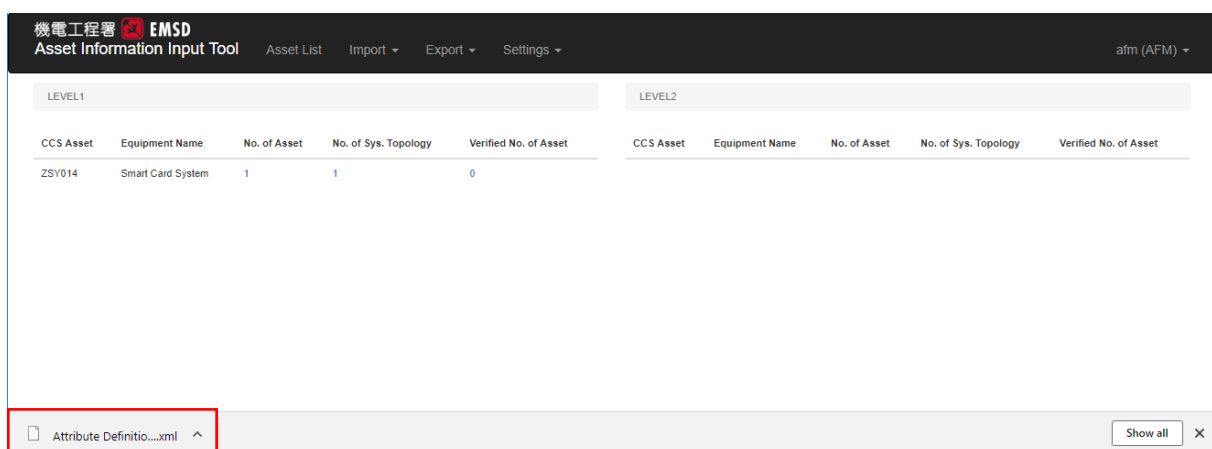 機電工程署 EMSD
Asset Information Input Tool Asset List Import Export Settings afm (AFM)
LEVEL1 LEVEL2
CCS Asset Equipment Name No. of Asset No. of Sys. Topology Verified No. of Asset CCS Asset Equipment Name No. of Asset No. of Sys. Topology Verified No. of Asset
ZSY014 Smart Card System 1 1 0
Attribute Definitio....xml Show all